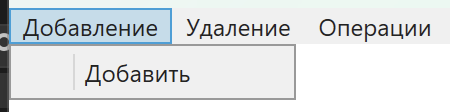 Добавление Удаление Операции
Добавить